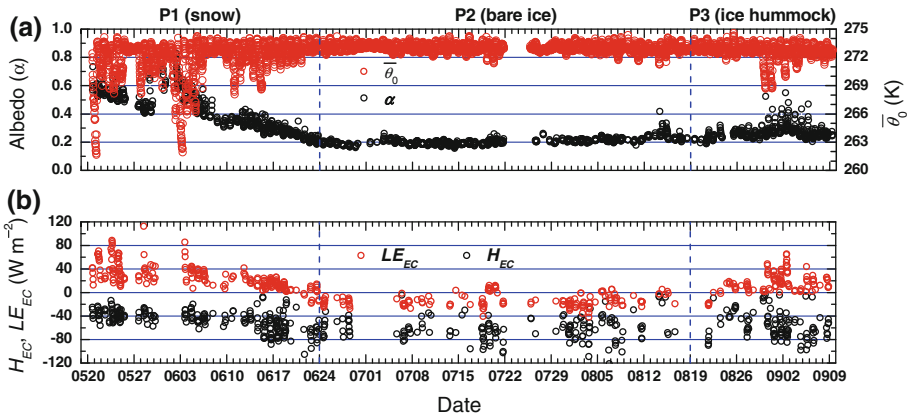 P1 (snow) P2 (bare ice) P3 (ice hummock)
(a)
1.0
0.8
0.6
0.4
0.2
0.0
Albedo (α)
θ̄₀
α
275
272
269
266
263
260
θ̄₀ (K)
(b)
120
80
40
0
-40
-80
-120
H_EC, LE_EC (W m⁻²)
LE_EC H_EC
0520 0527 0603 0610 0617 0624 0701 0708 0715 0722 0729 0805 0812 0819 0826 0902 0909
Date